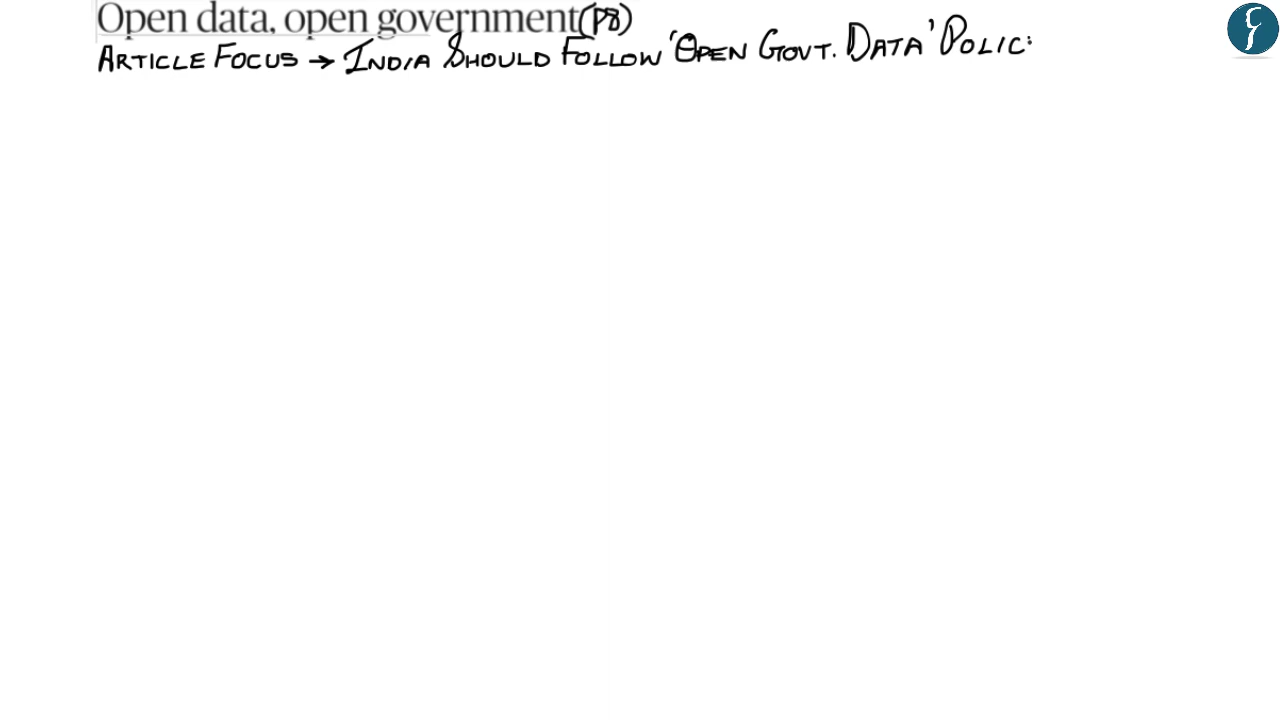 Open data, open government(P8)
ARTICLE FOCUS → INDIA SHOULD FOLLOW 'OPEN GOVT. DATA' POLIC